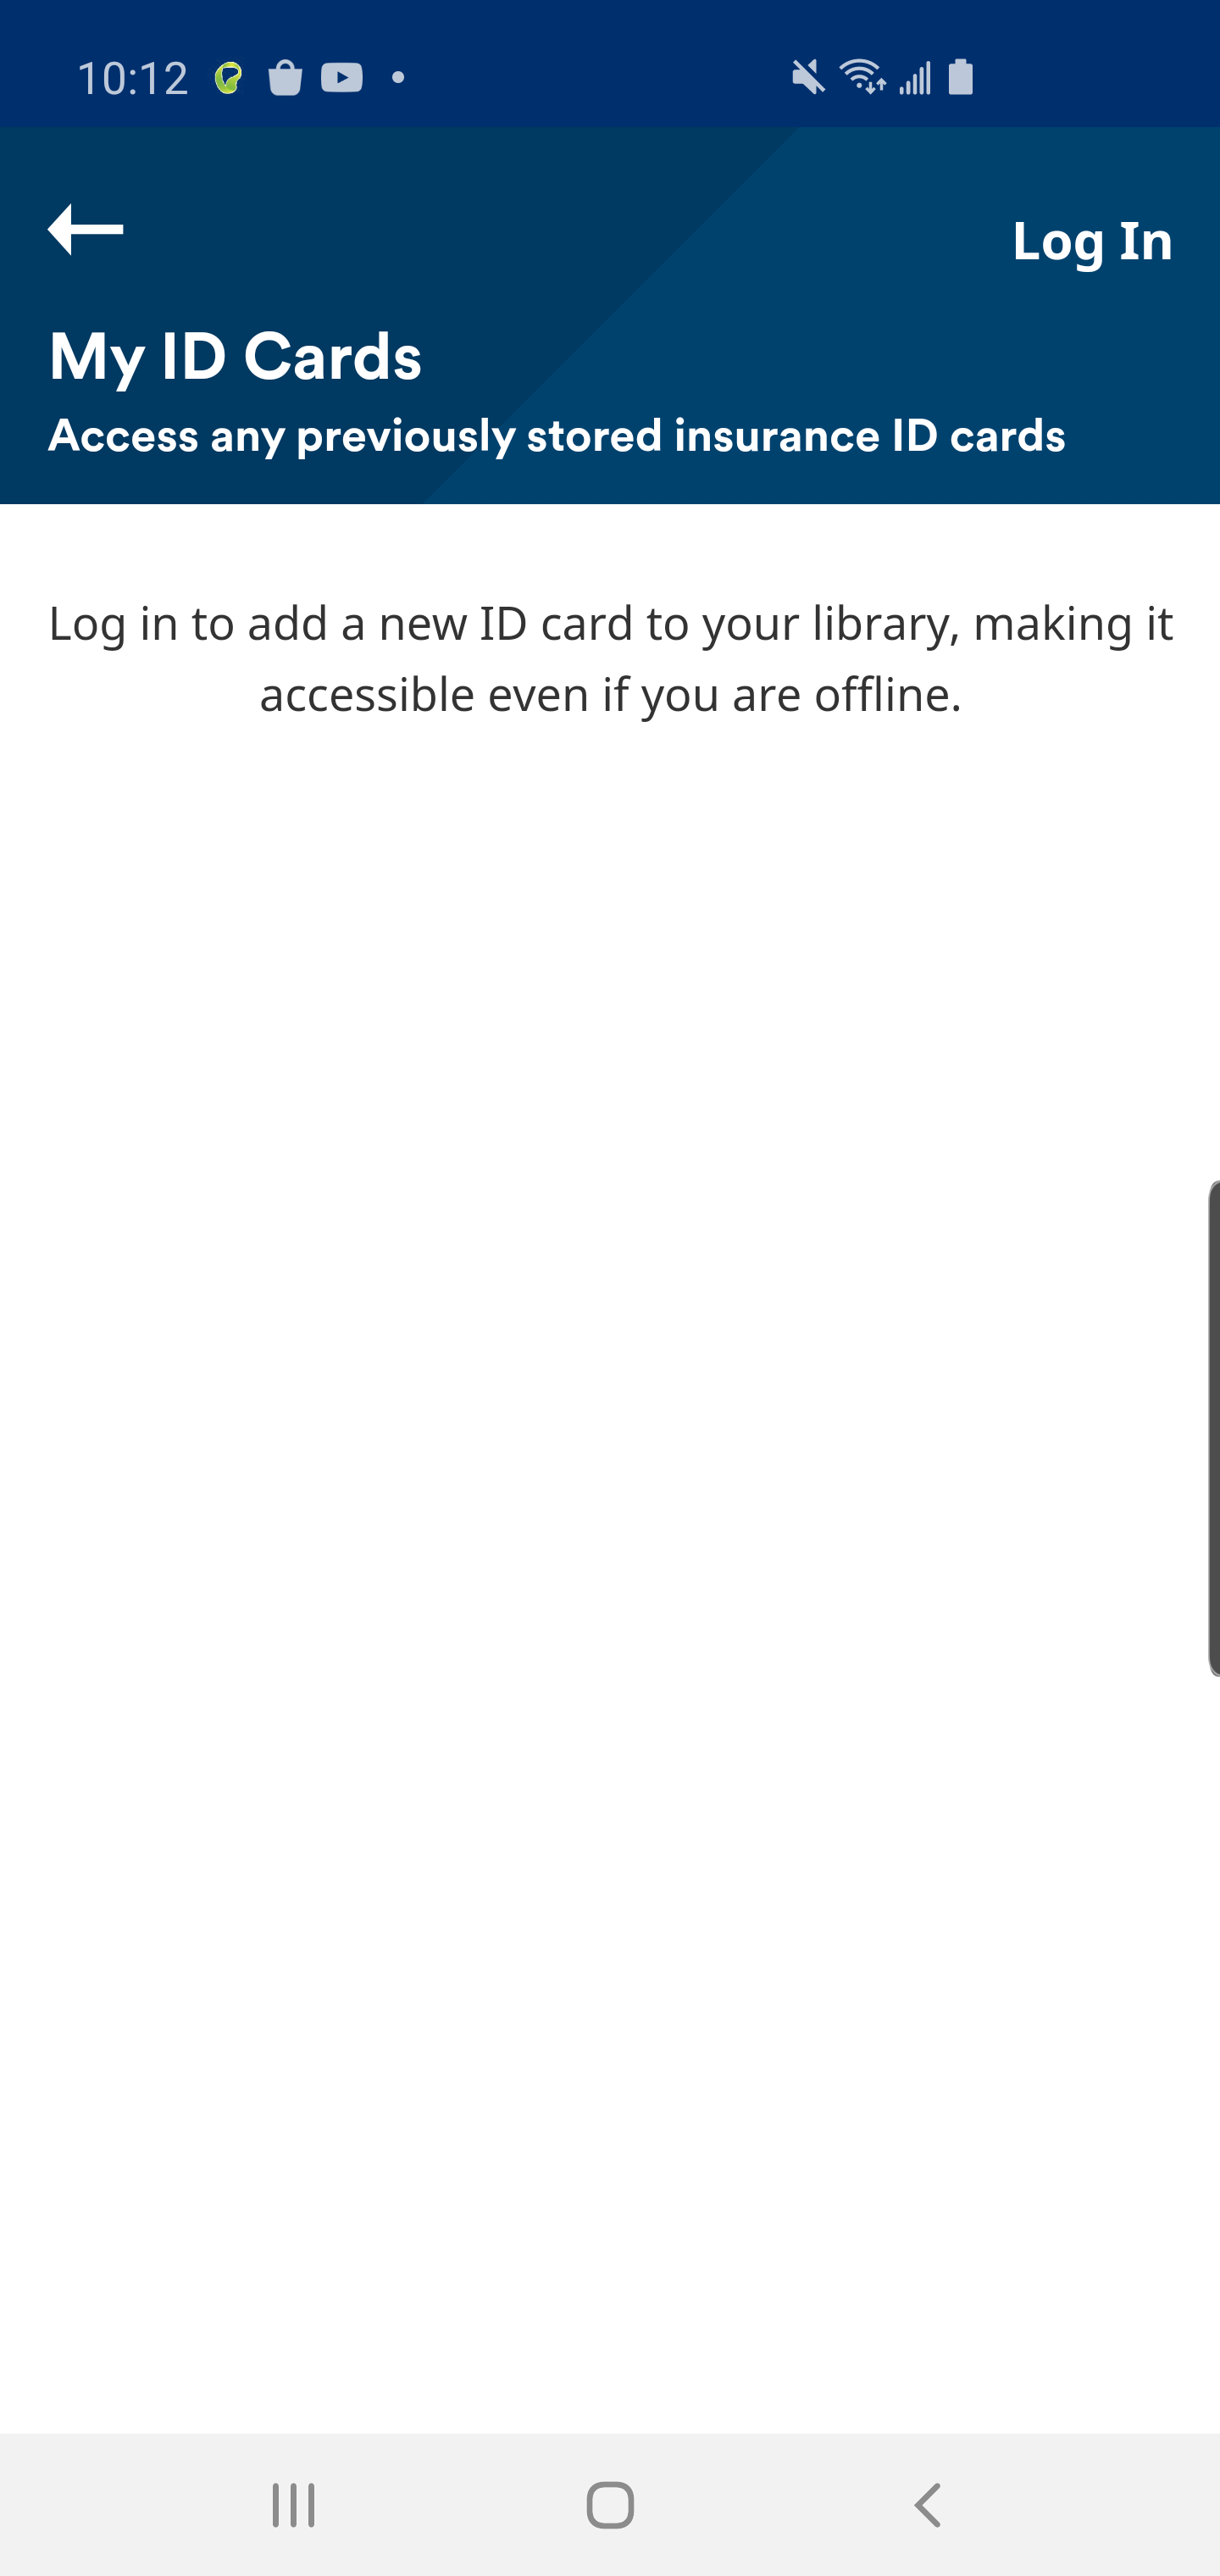 10:12
Log In
My ID Cards
Access any previously stored insurance ID cards
Log in to add a new ID card to your library, making it
accessible even if you are offline.